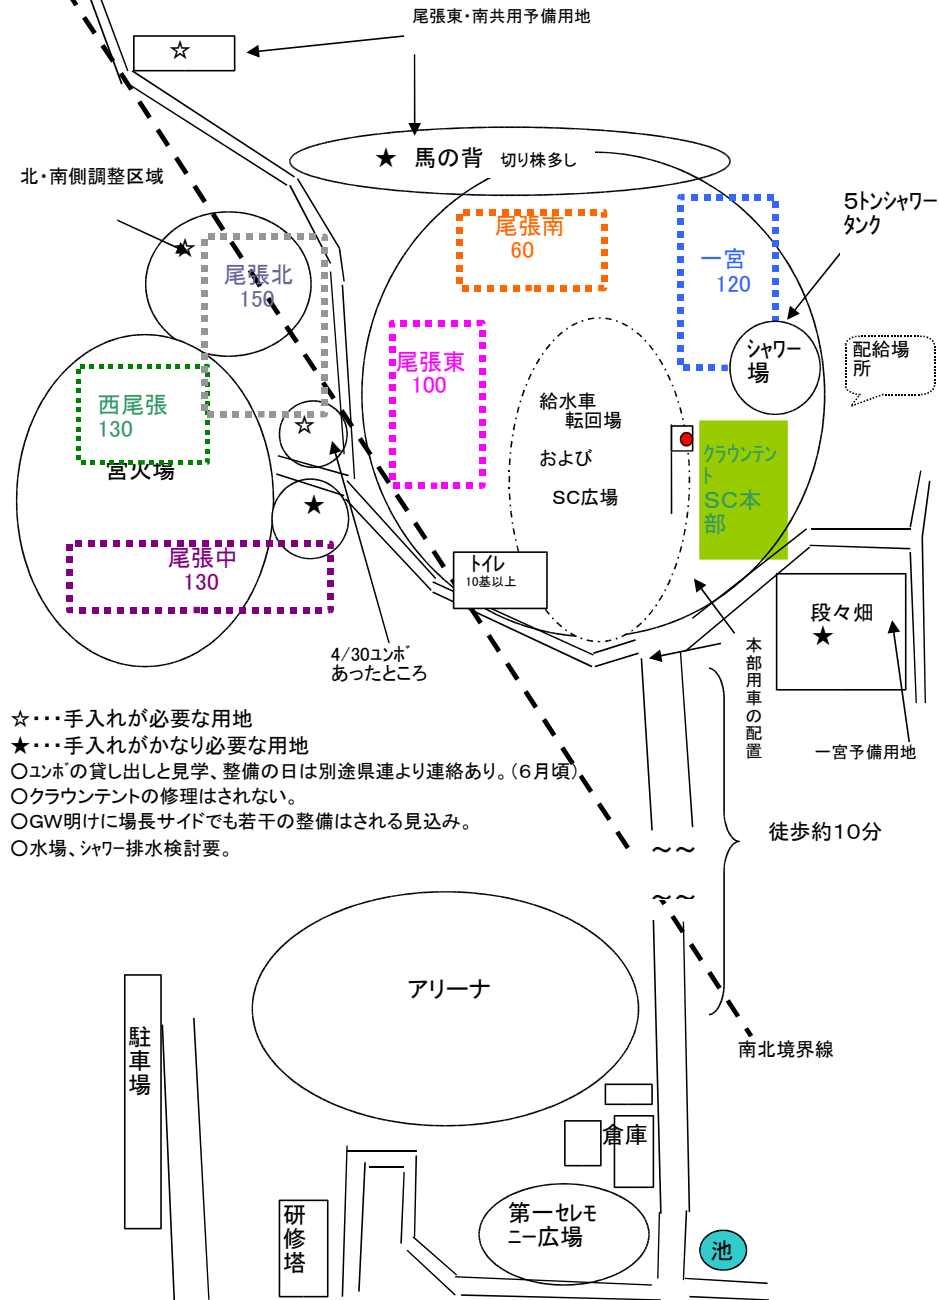 尾張東・南共用予備用地
☆
★ 馬の背 切り株多し
北・南側調整区域
5トンシャワー
タンク
☆
尾張南
60
一宮
120
尾張北
150
シャワー
場
配給場
所
尾張東
100
西尾張
130
営火場
給水車
転回場
および
SC広場
☆
クラウンテン
ト
SC本
部
★
尾張中
130
トイレ
10基以上
段々畑
★
4/30ユンボ
あったところ
本部用車の配置
一宮予備用地
☆・・・手入れが必要な用地
★・・・手入れがかなり必要な用地
○ユンボの貸し出しと見学、整備の日は別途県連より連絡あり。(6月頃)
○クラウンテントの修理はされない。
○GW明けに場長サイドでも若干の整備はされる見込み。
○水場、シャワー排水検討要。
徒歩約10分
~~
~~
アリーナ
南北境界線
駐車場
倉庫
研修塔
第一セレモ
ニー広場
池